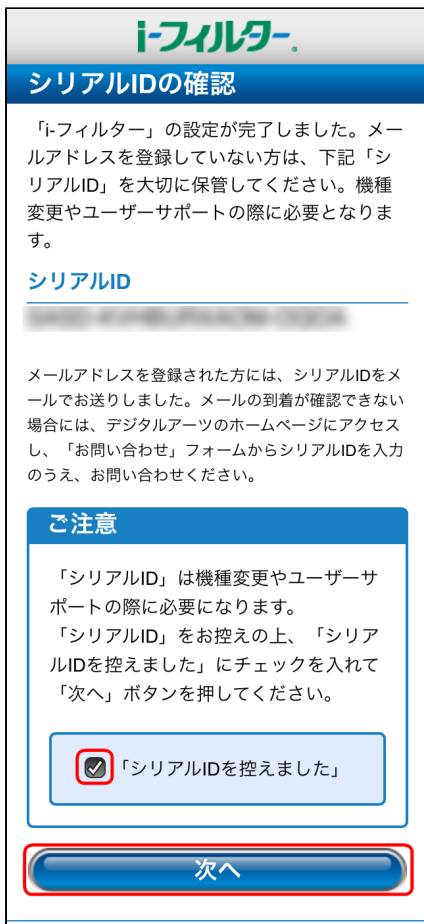 i-フィルター.
シリアルIDの確認
「i-フィルター」の設定が完了しました。メー
ルアドレスを登録していない方は、下記「シ
リアルID」を大切に保管してください。機種
変更やユーザーサポートの際に必要となりま
す。
シリアルID
メールアドレスを登録された方には、シリアルIDをメ
ールでお送りしました。メールの到着が確認できない
場合には、デジタルアーツのホームページにアクセス
し、「お問い合わせ」フォームからシリアルIDを入力
のうえ、お問い合わせください。
ご注意
「シリアルID」は機種変更やユーザーサ
ポートの際に必要になります。
「シリアルID」をお控えの上、「シリア
ルIDを控えました」にチェックを入れて
「次へ」ボタンを押してください。
「シリアルIDを控えました」
次へ